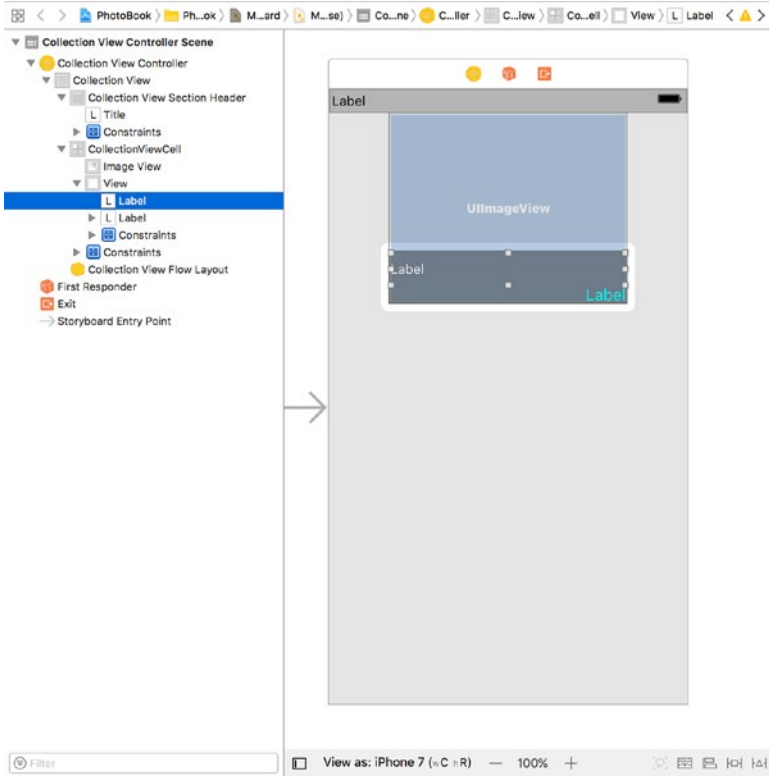 PhotoBook Ph...ok M...ard M...se) Co...ne C...ller C...iew Co...ell View L Label
Collection View Controller Scene
Collection View Controller
Collection View
Collection View Section Header
L Title
Constraints
CollectionViewCell
Image View
View
L Label
L Label
Constraints
Constraints
Collection View Flow Layout
First Responder
Exit
Storyboard Entry Point
Label
UIImageView
Label
Label
Filter
View as: iPhone 7 (wC hR) — 100% +